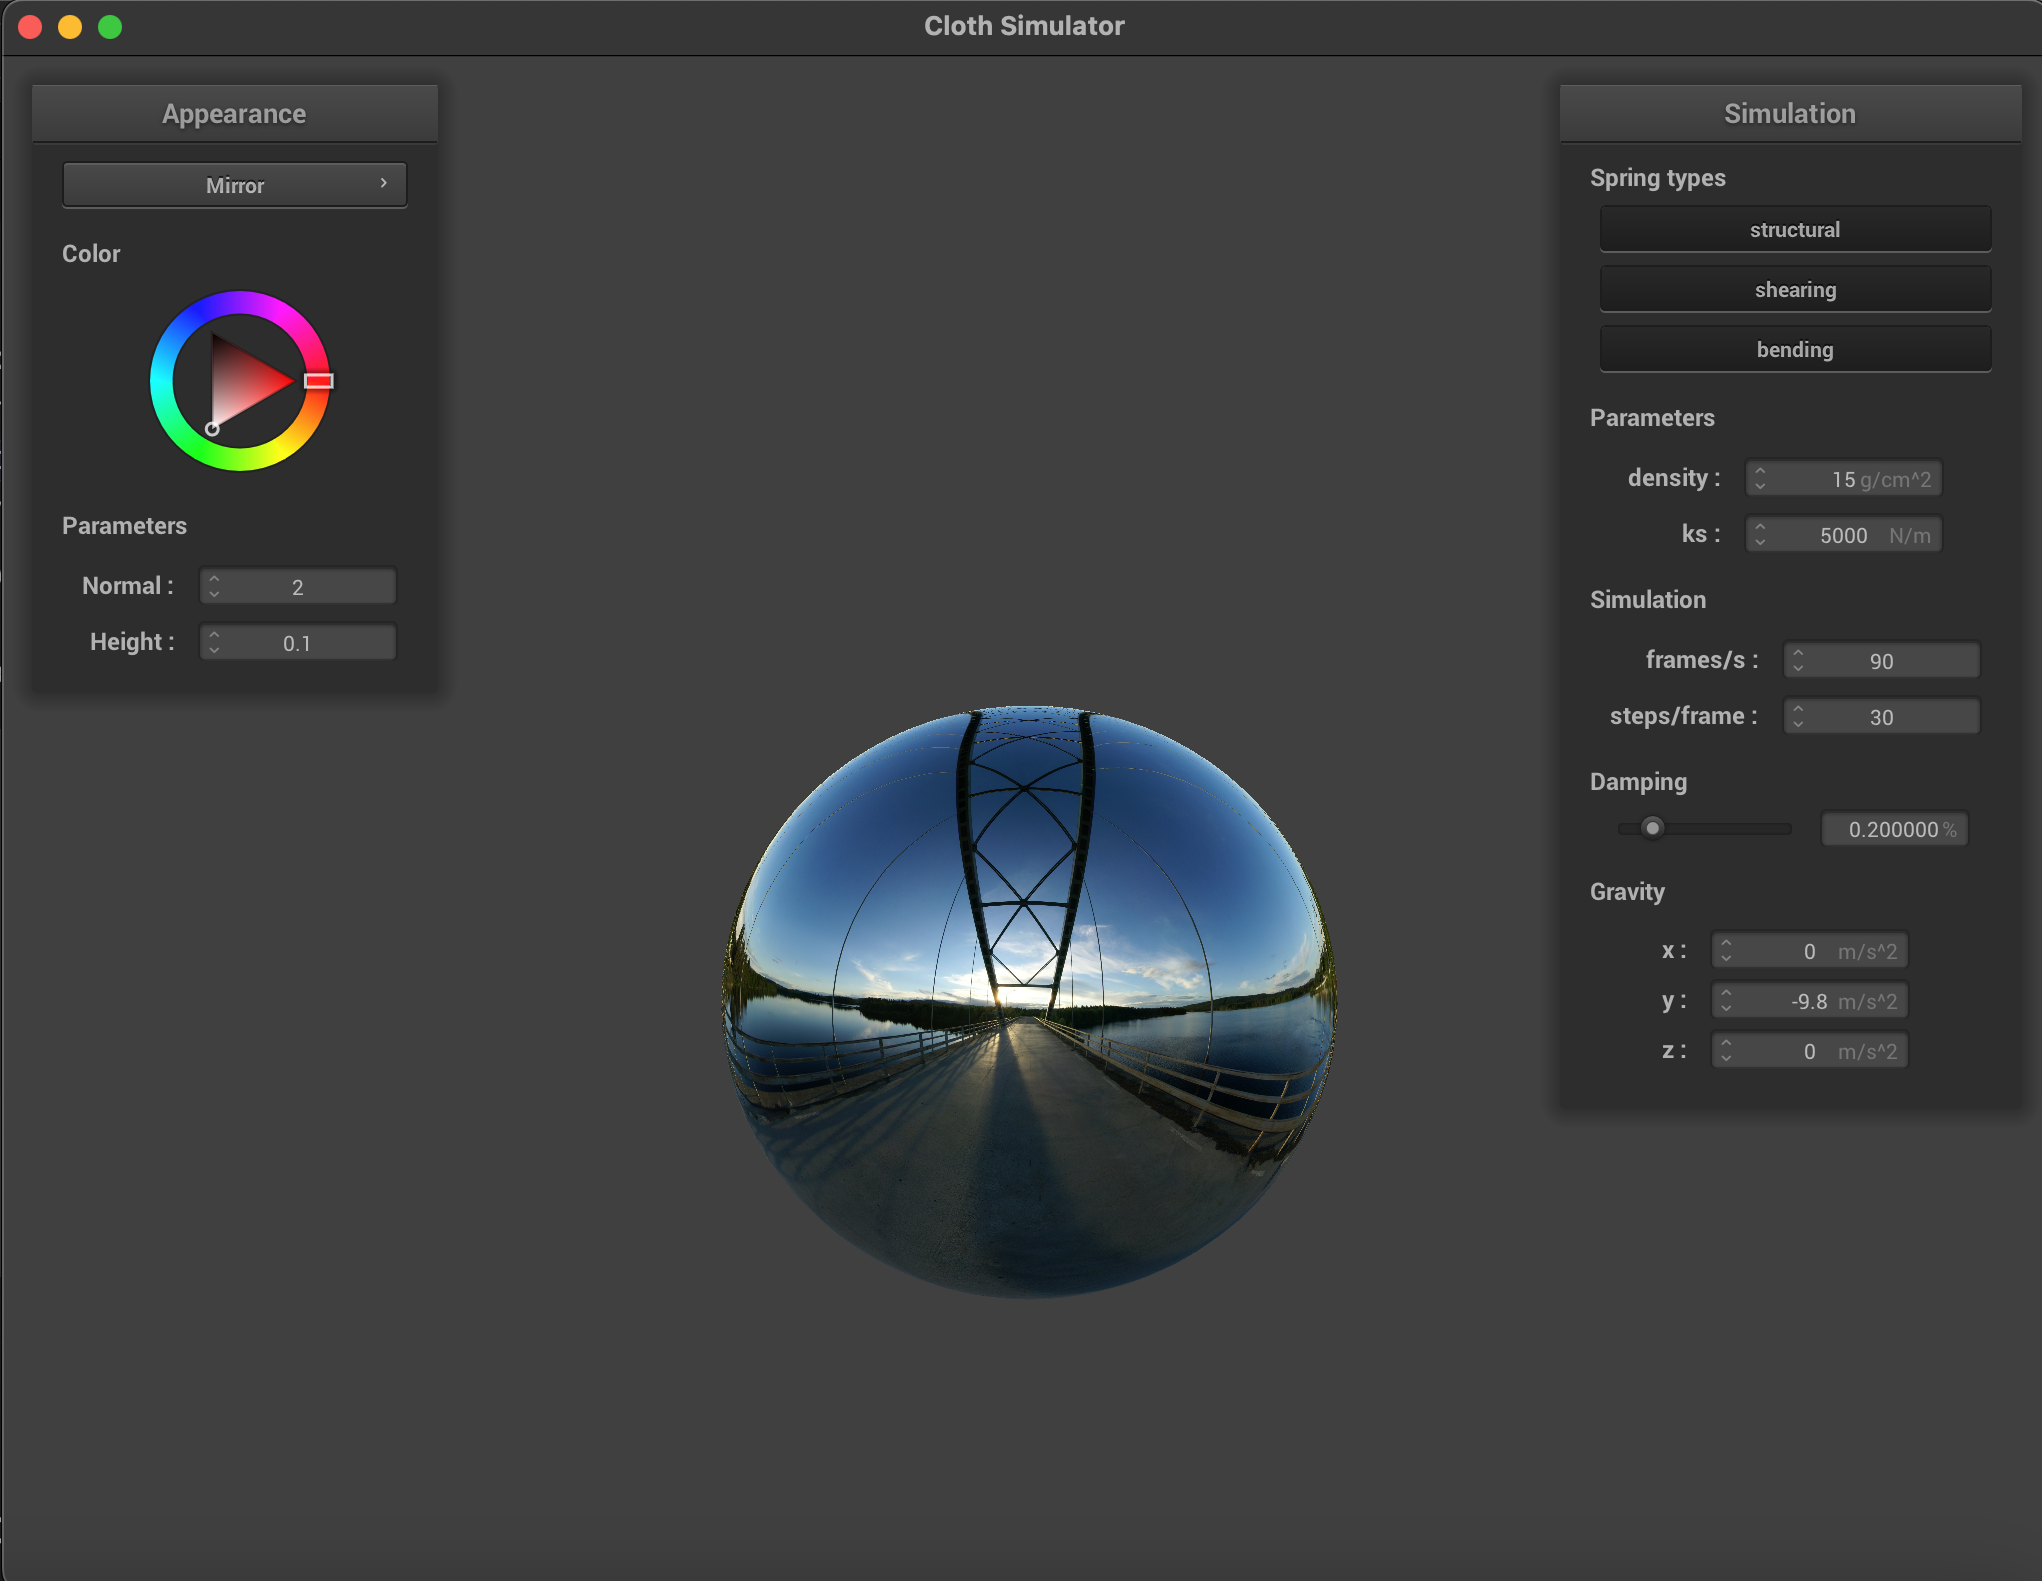 Cloth Simulator
Appearance
Mirror
Color
Parameters
Normal : 2
Height : 0.1
Simulation
Spring types
structural
shearing
bending
Parameters
density : 15 g/cm^2
ks : 5000 N/m
Simulation
frames/s : 90
steps/frame : 30
Damping
0.200000 %
Gravity
x : 0 m/s^2
y : -9.8 m/s^2
z : 0 m/s^2